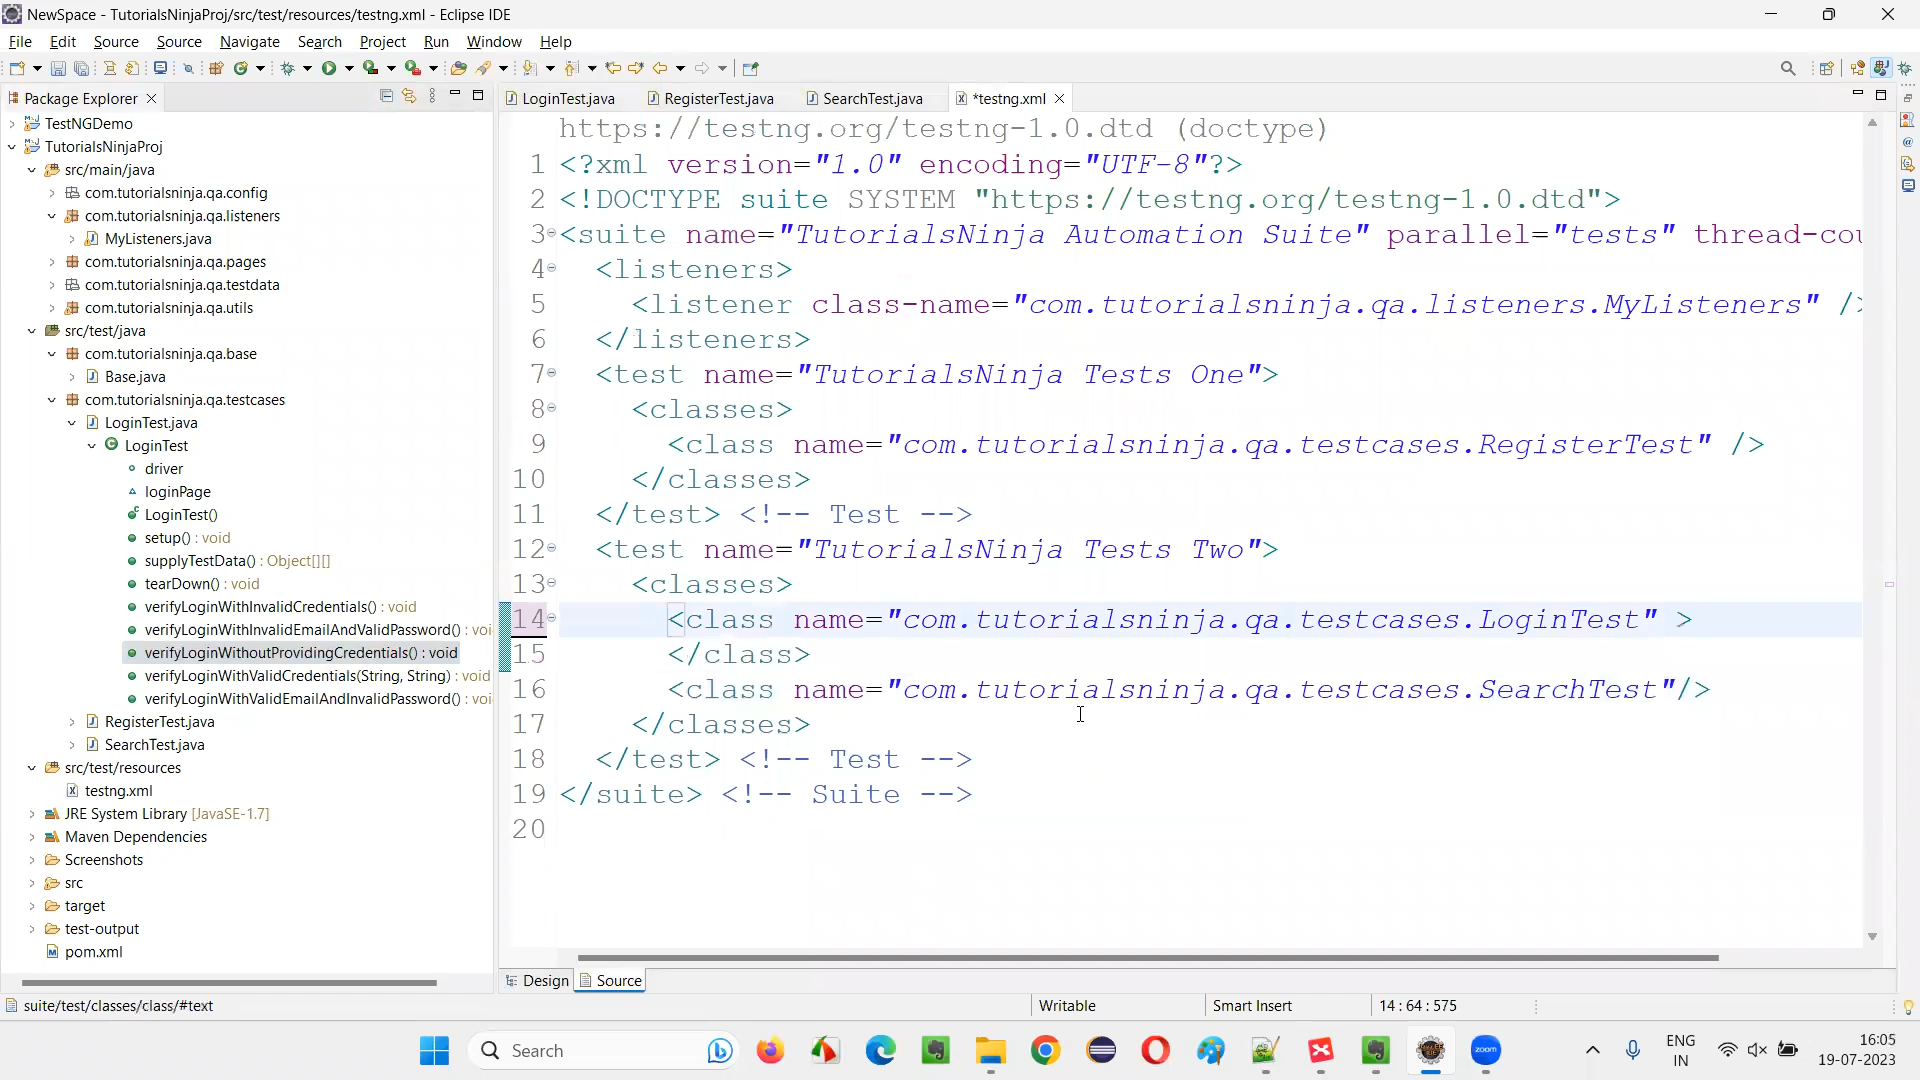 NewSpace - TutorialsNinjaProj/src/test/resources/testng.xml - Eclipse IDE
File Edit Source Source Navigate Search Project Run Window Help
Package Explorer
TestNGDemo
TutorialsNinjaProj
src/main/java
com.tutorialsninja.qa.config
com.tutorialsninja.qa.listeners
MyListeners.java
com.tutorialsninja.qa.pages
com.tutorialsninja.qa.testdata
com.tutorialsninja.qa.utils
src/test/java
com.tutorialsninja.qa.base
Base.java
com.tutorialsninja.qa.testcases
LoginTest.java
LoginTest
driver
loginPage
LoginTest()
setup() : void
supplyTestData() : Object[][]
tearDown() : void
verifyLoginWithInvalidCredentials() : void
verifyLoginWithInvalidEmailAndValidPassword() : voi
verifyLoginWithoutProvidingCredentials() : void
verifyLoginWithValidCredentials(String, String) : void
verifyLoginWithValidEmailAndInvalidPassword() : voi
RegisterTest.java
SearchTest.java
src/test/resources
testng.xml
JRE System Library [JavaSE-1.7]
Maven Dependencies
Screenshots
src
target
test-output
pom.xml
LoginTest.java RegisterTest.java SearchTest.java *testng.xml
https://testng.org/testng-1.0.dtd (doctype)
1 <?xml version="1.0" encoding="UTF-8"?>
2 <!DOCTYPE suite SYSTEM "https://testng.org/testng-1.0.dtd">
3 <suite name="TutorialsNinja Automation Suite" parallel="tests" thread-cou
4 <listeners>
5 <listener class-name="com.tutorialsninja.qa.listeners.MyListeners" />
6 </listeners>
7 <test name="TutorialsNinja Tests One">
8 <classes>
9 <class name="com.tutorialsninja.qa.testcases.RegisterTest" />
10 </classes>
11 </test> <!-- Test -->
12 <test name="TutorialsNinja Tests Two">
13 <classes>
14 <class name="com.tutorialsninja.qa.testcases.LoginTest" >
15 </class>
16 <class name="com.tutorialsninja.qa.testcases.SearchTest"/>
17 </classes>
18 </test> <!-- Test -->
19 </suite> <!-- Suite -->
20
Design Source
suite/test/classes/class/#text Writable Smart Insert 14 : 64 : 575
Search
zoom
ENG
IN
16:05
19-07-2023